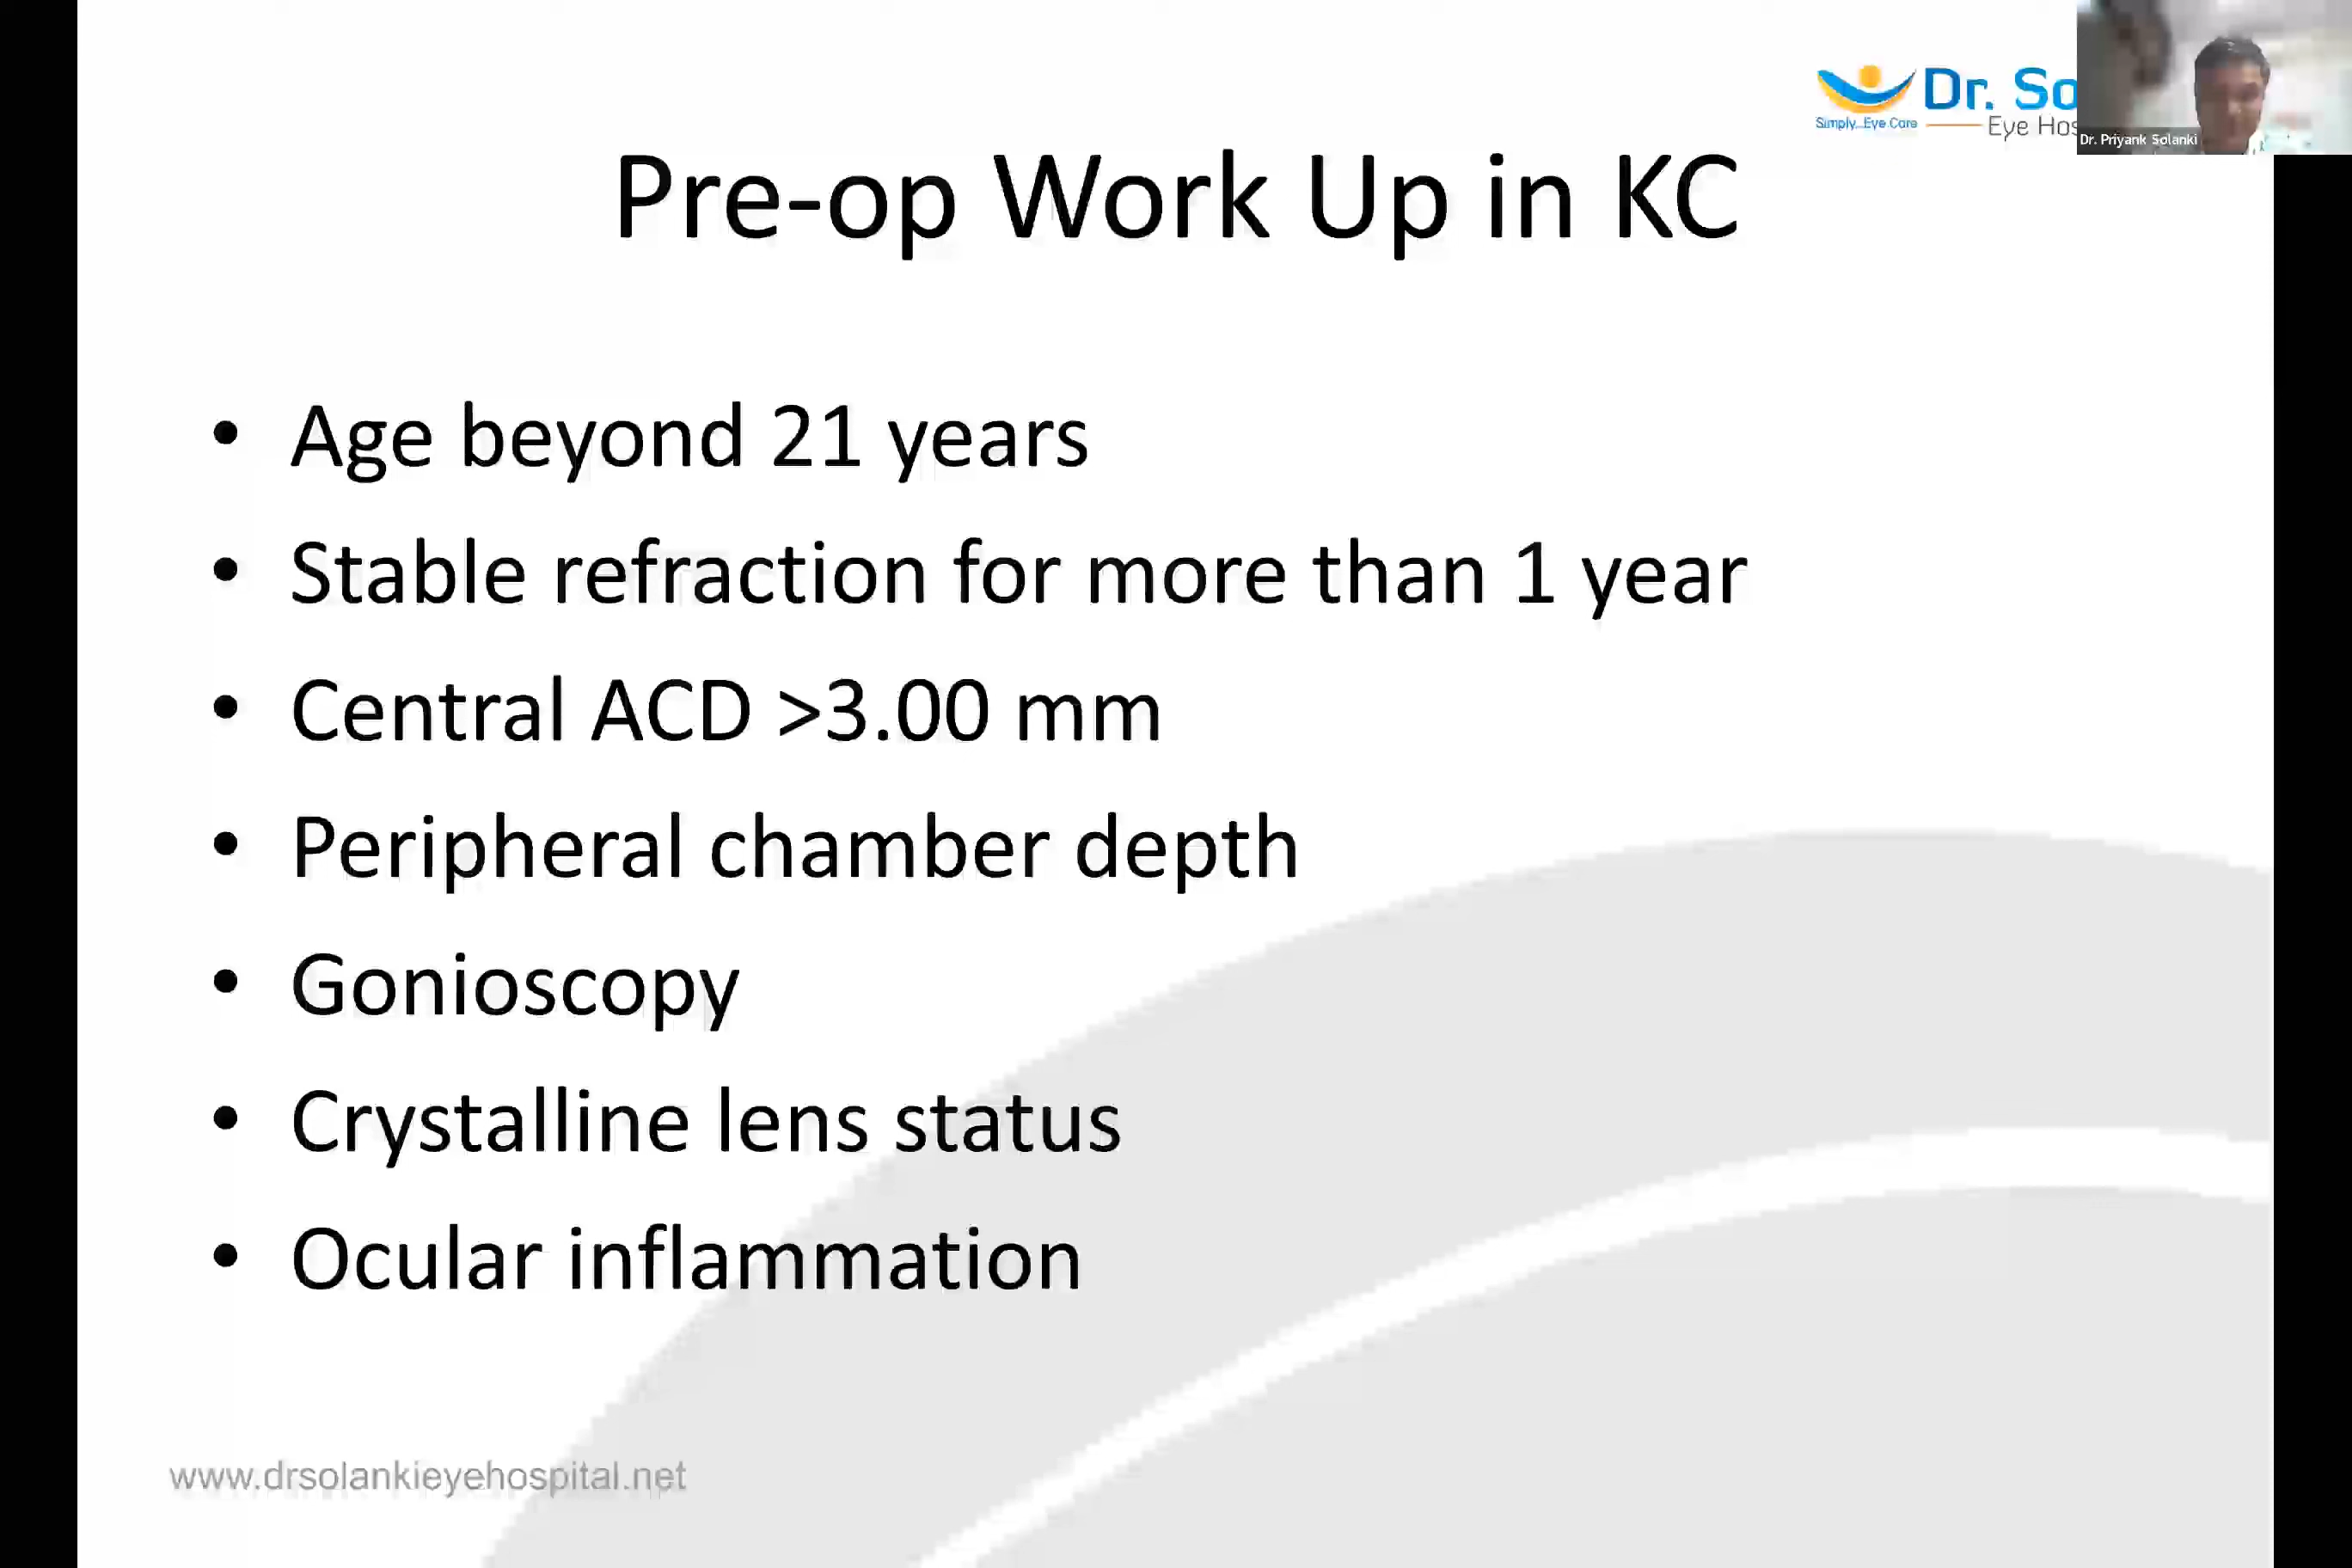 Dr. So
Simply...Eye Care
Eye Hos
Dr. Priyank Solanki
Pre-op Work Up in KC
• Age beyond 21 years
• Stable refraction for more than 1 year
• Central ACD >3.00 mm
• Peripheral chamber depth
• Gonioscopy
• Crystalline lens status
• Ocular inflammation
www.drsolankieyehospital.net